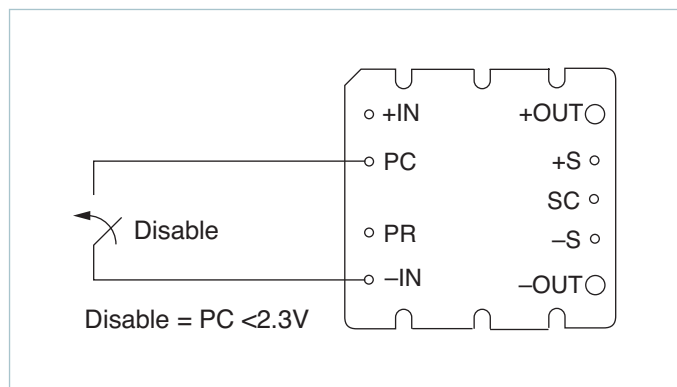 +IN +OUT
PC +S
SC
Disable PR –S
–IN –OUT
Disable = PC <2.3V